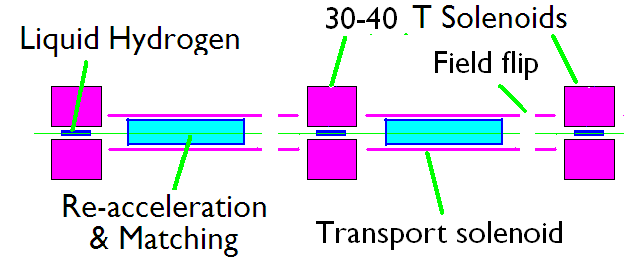 30-40 T Solenoids
Liquid Hydrogen
Field flip
Re-acceleration
& Matching
Transport solenoid